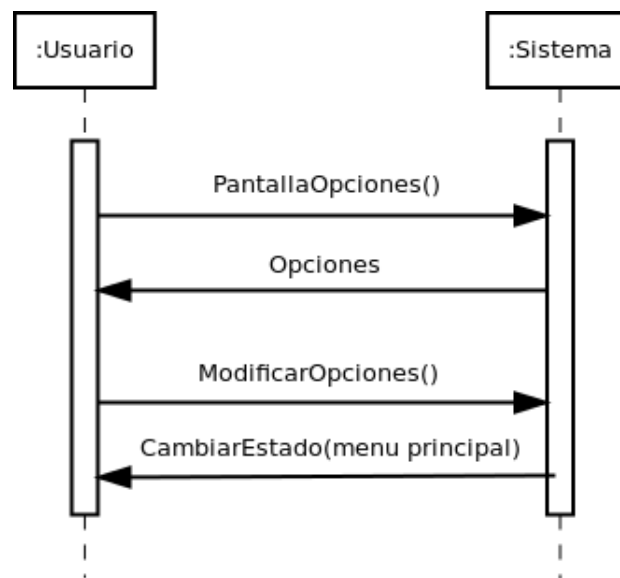 :Usuario
:Sistema
PantallaOpciones()
Opciones
ModificarOpciones()
CambiarEstado(menu principal)